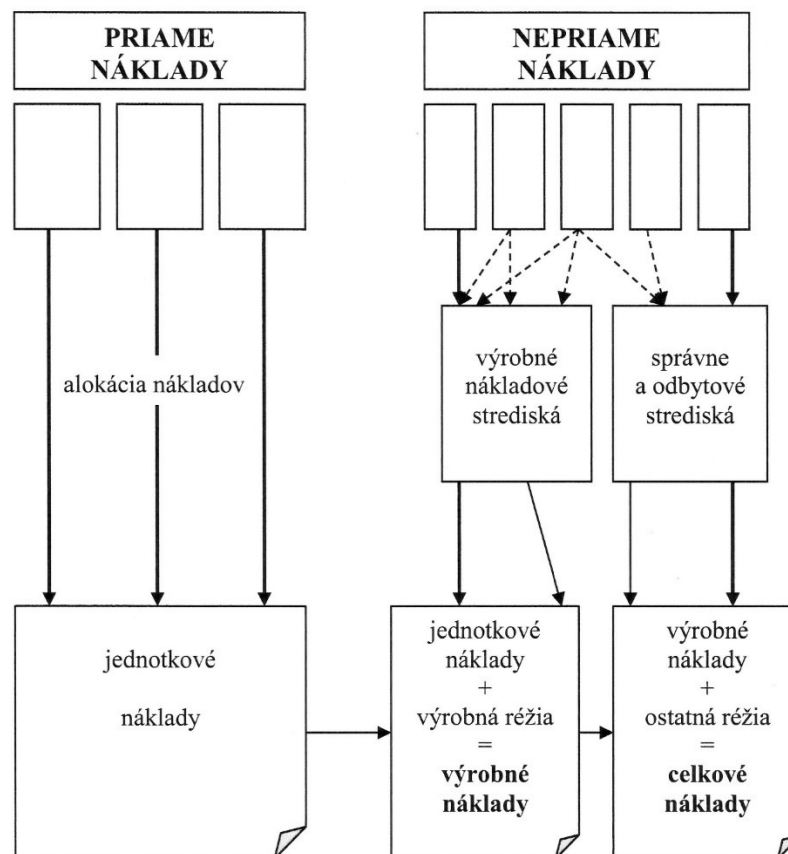 PRIAME
NÁKLADY
NEPRIAME
NÁKLADY
alokácia nákladov
výrobné
nákladové
strediská
správne
a odbytové
strediská
jednotkové
náklady
jednotkové
náklady
+
výrobná réžia
=
výrobné
náklady
výrobné
náklady
+
ostatná réžia
=
celkové
náklady